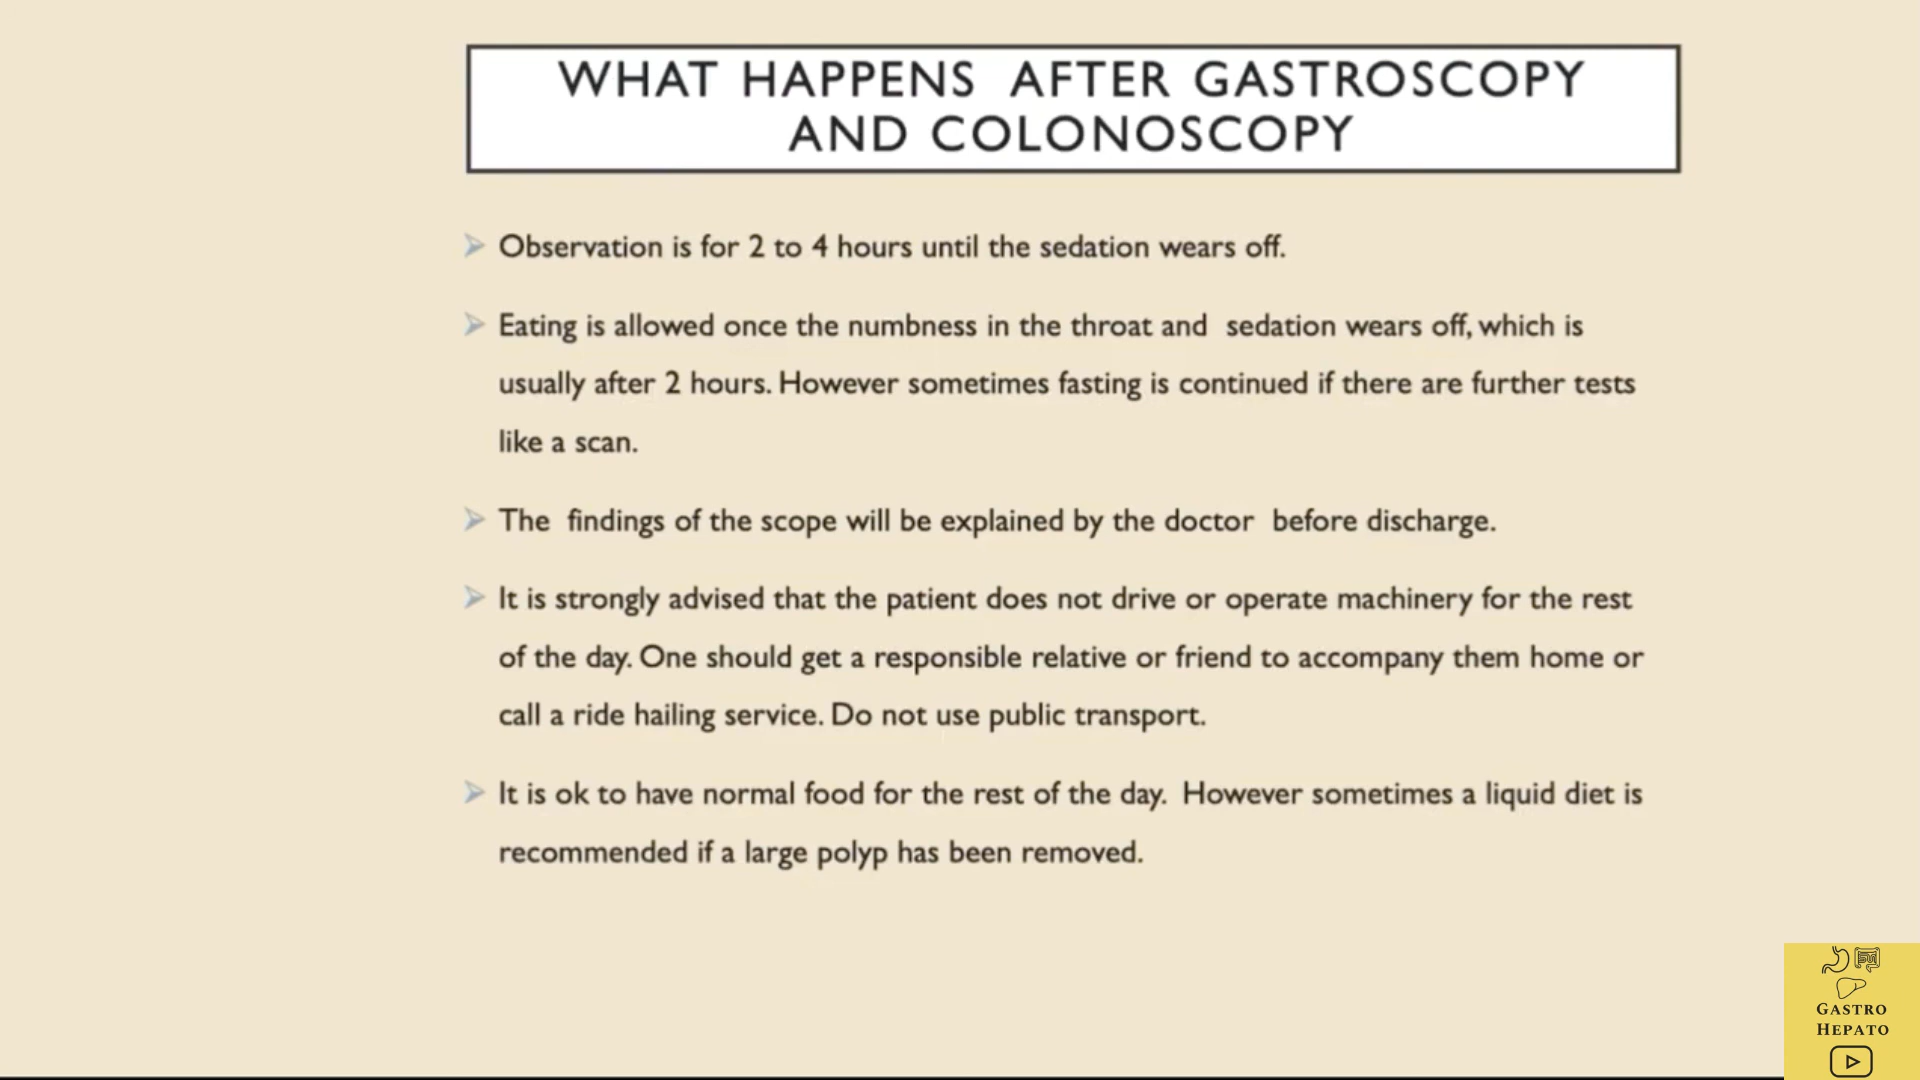 WHAT HAPPENS AFTER GASTROSCOPY
AND COLONOSCOPY
Observation is for 2 to 4 hours until the sedation wears off.
Eating is allowed once the numbness in the throat and sedation wears off, which is
usually after 2 hours. However sometimes fasting is continued if there are further tests
like a scan.
The findings of the scope will be explained by the doctor before discharge.
It is strongly advised that the patient does not drive or operate machinery for the rest
of the day. One should get a responsible relative or friend to accompany them home or
call a ride hailing service. Do not use public transport.
It is ok to have normal food for the rest of the day. However sometimes a liquid diet is
recommended if a large polyp has been removed.
GASTRO
HEPATO